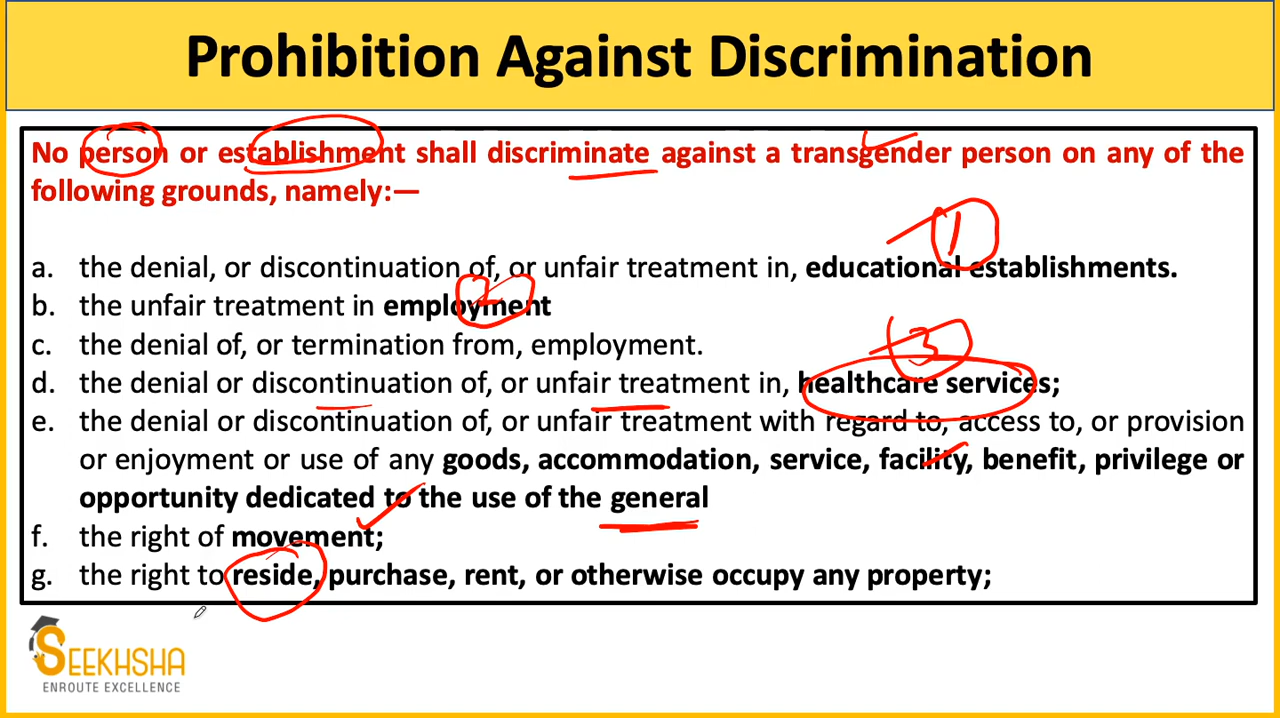 Prohibition Against Discrimination
No person or establishment shall discriminate against a transgender person on any of the
following grounds, namely:—
1
a. the denial, or discontinuation of, or unfair treatment in, educational establishments.
2
b. the unfair treatment in employment
3
c. the denial of, or termination from, employment.
d. the denial or discontinuation of, or unfair treatment in, healthcare services;
e. the denial or discontinuation of, or unfair treatment with regard to, access to, or provision
or enjoyment or use of any goods, accommodation, service, facility, benefit, privilege or
opportunity dedicated to the use of the general
f. the right of movement;
g. the right to reside, purchase, rent, or otherwise occupy any property;
SEEKHSHA
ENROUTE EXCELLENCE